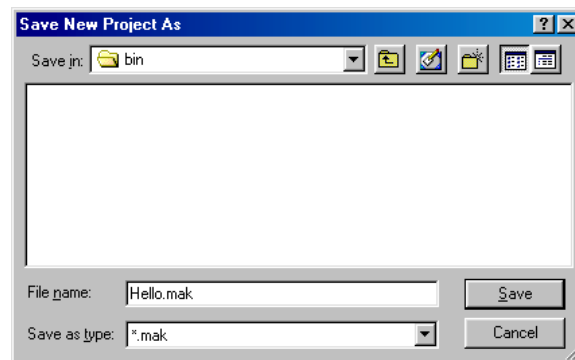 Save New Project As
Save in: bin
File name: Hello.mak
Save
Save as type: *.mak
Cancel